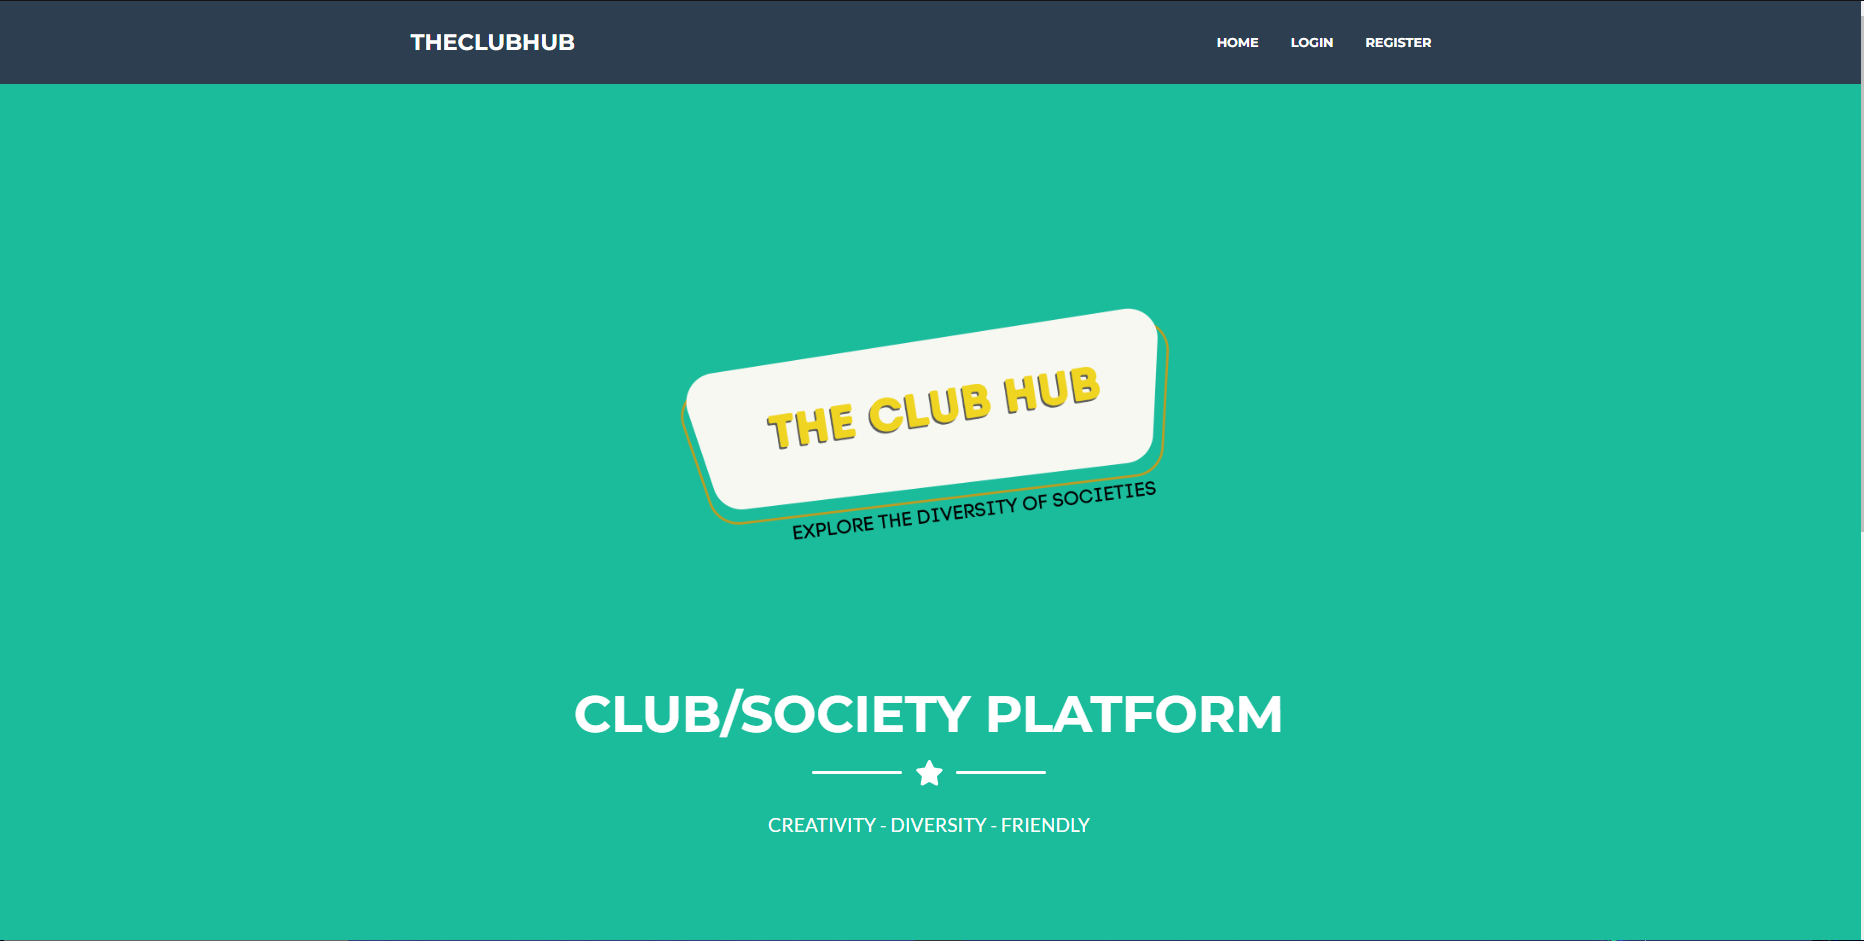 THECLUBHUB
HOME LOGIN REGISTER
THE CLUB HUB
EXPLORE THE DIVERSITY OF SOCIETIES
CLUB/SOCIETY PLATFORM
CREATIVITY - DIVERSITY - FRIENDLY